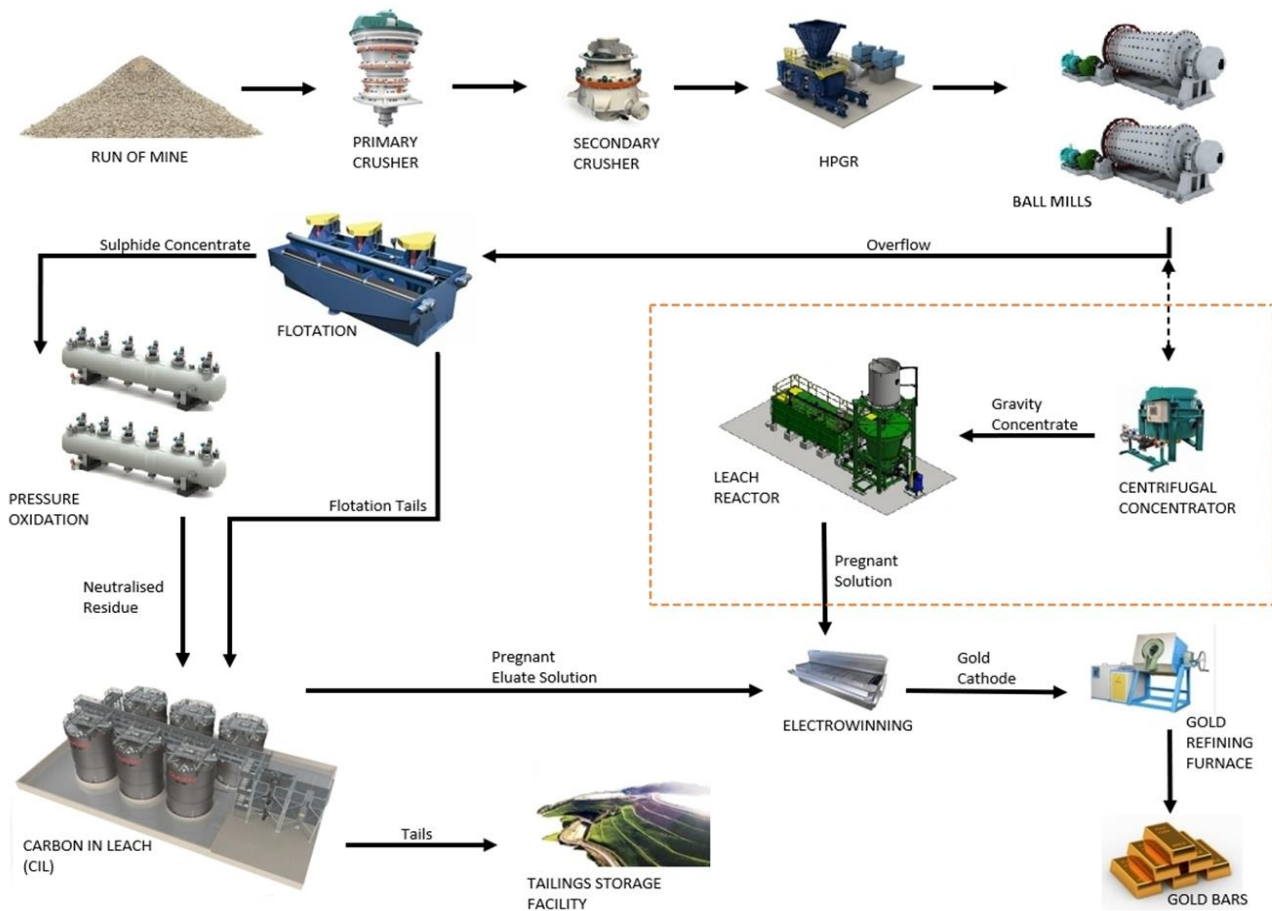 RUN OF MINE
PRIMARY
CRUSHER
SECONDARY
CRUSHER
HPGR
BALL MILLS
Sulphide Concentrate
Overflow
FLOTATION
Gravity
Concentrate
LEACH
REACTOR
CENTRIFUGAL
CONCENTRATOR
PRESSURE
OXIDATION
Flotation Tails
Pregnant
Solution
Neutralised
Residue
Pregnant
Eluate Solution
Gold
Cathode
ELECTROWINNING
GOLD
REFINING
FURNACE
CARBON IN LEACH
(CIL)
Tails
TAILINGS STORAGE
FACILITY
GOLD BARS